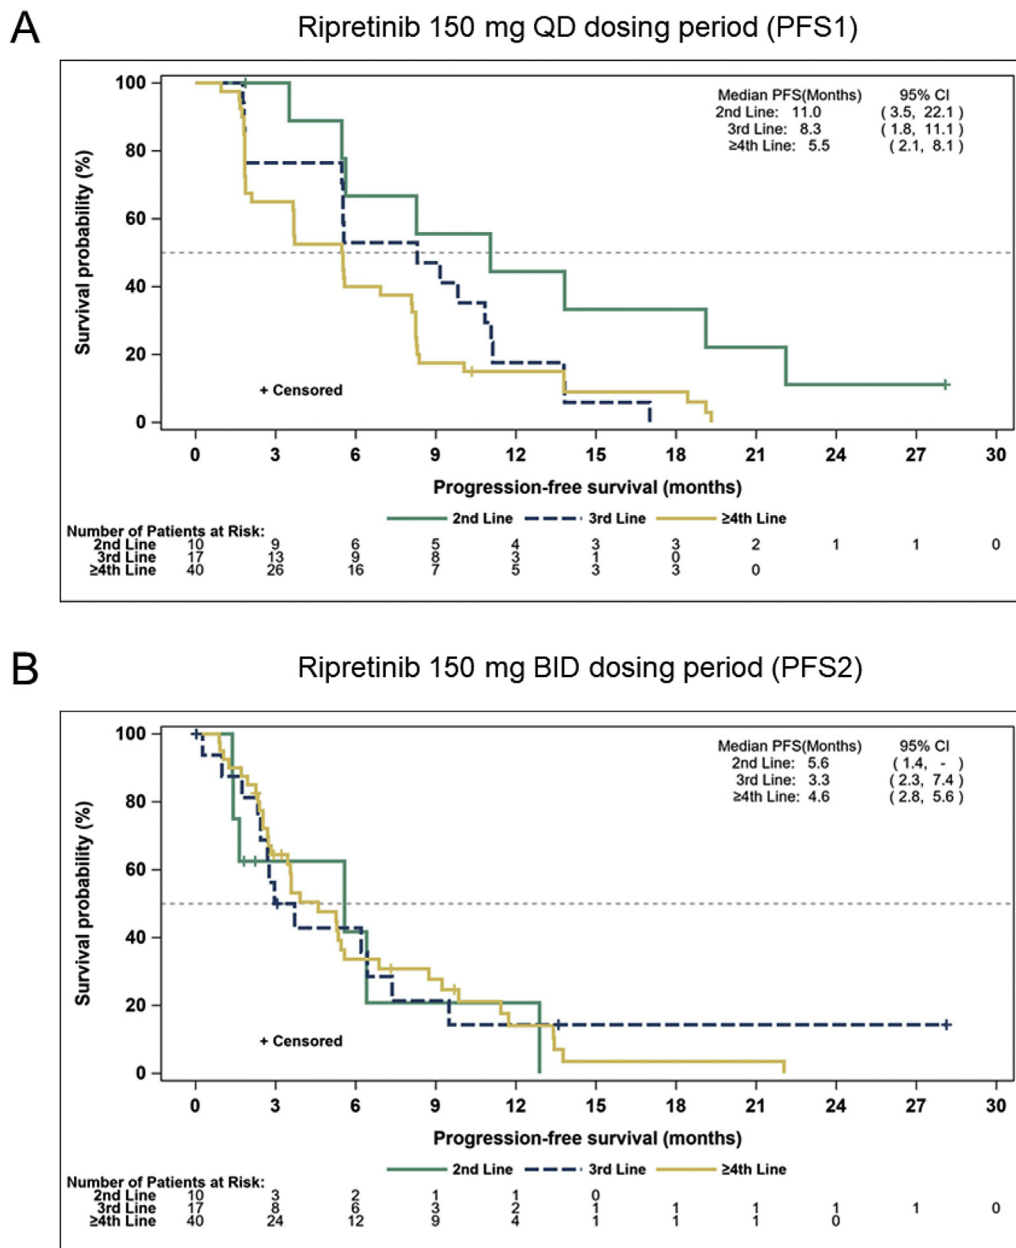 A
Ripretinib 150 mg QD dosing period (PFS1)
Median PFS(Months) 95% CI
2nd Line: 11.0 ( 3.5, 22.1 )
3rd Line: 8.3 ( 1.8, 11.1 )
≥4th Line: 5.5 ( 2.1, 8.1 )
Survival probability (%)
100
80
60
40
20
0
+ Censored
0 3 6 9 12 15 18 21 24 27 30
Progression-free survival (months)
2nd Line 3rd Line ≥4th Line
Number of Patients at Risk:
2nd Line 10 9 6 5 4 3 3 2 1 1 0
3rd Line 17 13 9 8 3 1 0
≥4th Line 40 26 16 7 5 3 3 0
B
Ripretinib 150 mg BID dosing period (PFS2)
Median PFS(Months) 95% CI
2nd Line: 5.6 ( 1.4, - )
3rd Line: 3.3 ( 2.3, 7.4 )
≥4th Line: 4.6 ( 2.8, 5.6 )
Survival probability (%)
100
80
60
40
20
0
+ Censored
0 3 6 9 12 15 18 21 24 27 30
Progression-free survival (months)
2nd Line 3rd Line ≥4th Line
Number of Patients at Risk:
2nd Line 10 3 2 1 1 0
3rd Line 17 8 6 3 2 1 1 1 1 1 0
≥4th Line 40 24 12 9 4 1 1 1 0